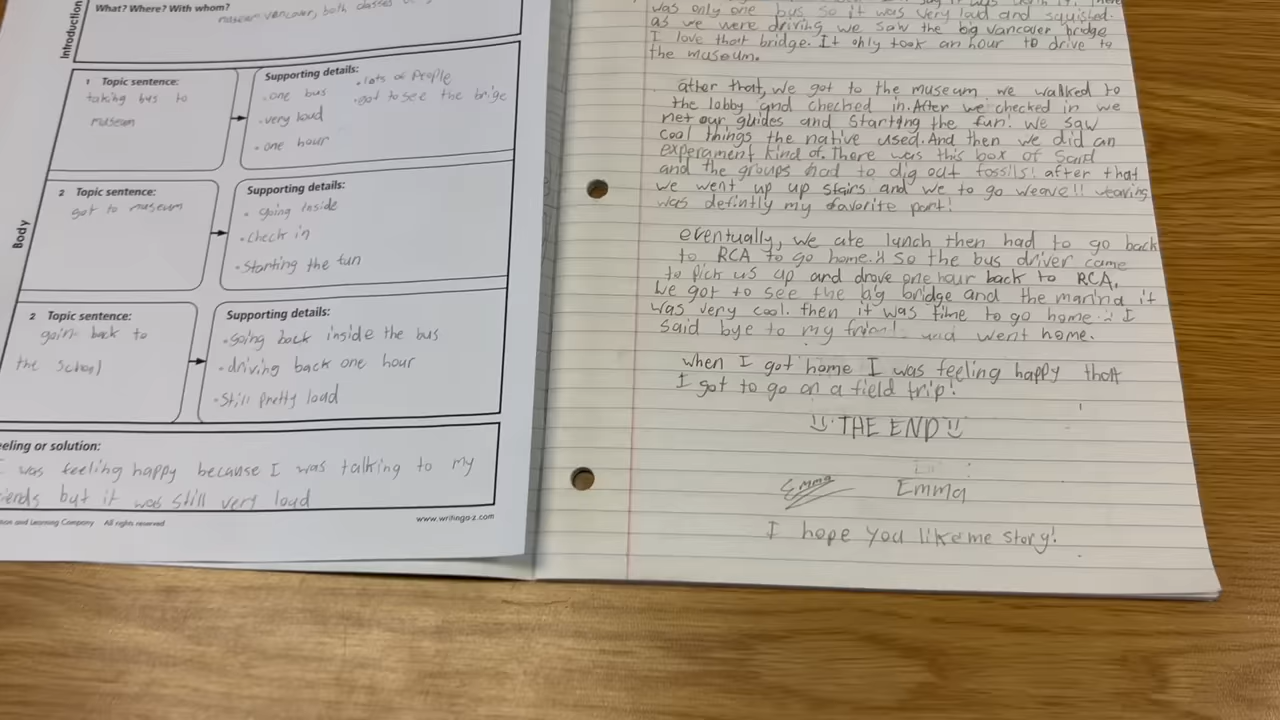 Introduction
What? Where? With whom?
museum vancover, both classes
Body
1 Topic sentence:
taking bus to
museum
Supporting details:
• one bus
• very loud
• one hour
• lots of people
• got to see the brige
2 Topic sentence:
got to museum
Supporting details:
• going inside
• check in
• starting the fun
2 Topic sentence:
goin back to
the school
Supporting details:
• going back inside the bus
• driving back one hour
• still pretty loud
eeling or solution:
I was feeling happy because I was talking to my
riends but it was still very loud
Learning Company All rights reserved
www.writingo-z.com
was only one bus so it was very loud and squished.
as we were driving we saw the big vancover bridge
I love that bridge. It only took an hour to drive to
the museum.
after that, we got to the museum we walked to
the lobby and checked in. After we checked in we
met our guides and starting the fun! we saw
cool things the native used. And then we did an
experament kind of. There was this box of sand
and the groups had to dig out fossils! after that
we went up up stairs and we to go weave!! weaving
was defintly my favorite part!
eventually, we ate lunch then had to go back
to RCA to go home. so the bus driver came
to pick us up and drove one hour back to RCA.
We got to see the big bridge and the marina it
was very cool. then it was time to go home I
said bye to my and went home.
when I got home I was feeling happy that
I got to go on a field trip!
THE END
Emma Emma
I hope you like me story!